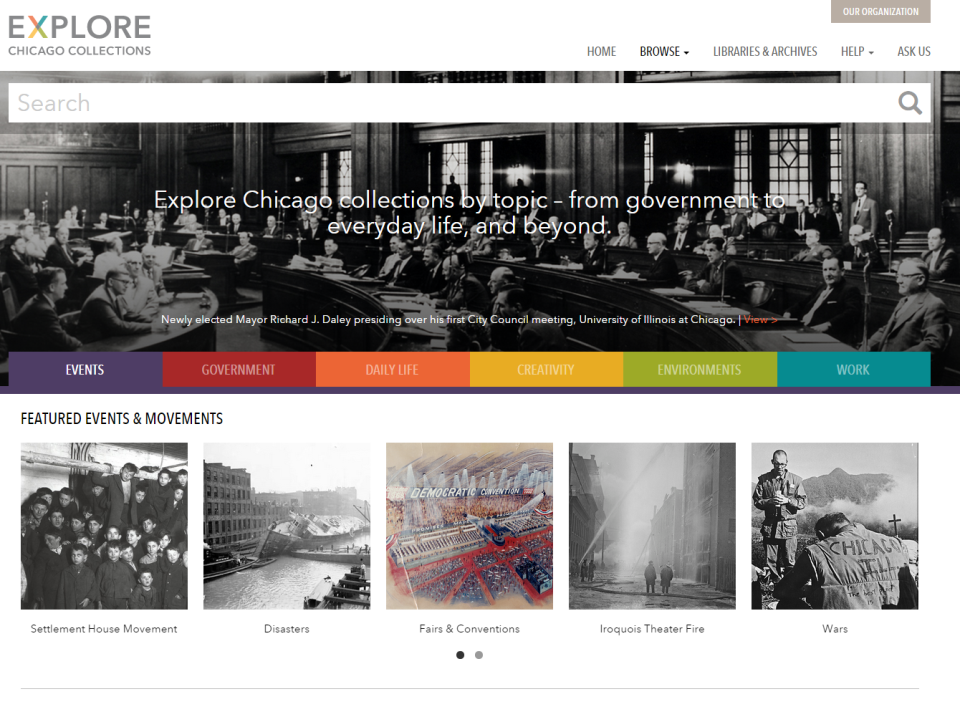 EXPLORE
CHICAGO COLLECTIONS
OUR ORGANIZATION
HOME BROWSE LIBRARIES & ARCHIVES HELP ASK US
Search
Explore Chicago collections by topic – from government to
everyday life, and beyond.
Newly elected Mayor Richard J. Daley presiding over his first City Council meeting, University of Illinois at Chicago. | View >
EVENTS GOVERNMENT DAILY LIFE CREATIVITY ENVIRONMENTS WORK
FEATURED EVENTS & MOVEMENTS
DEMOCRATIC CONVENTION
CHICAGO
Settlement House Movement Disasters Fairs & Conventions Iroquois Theater Fire Wars